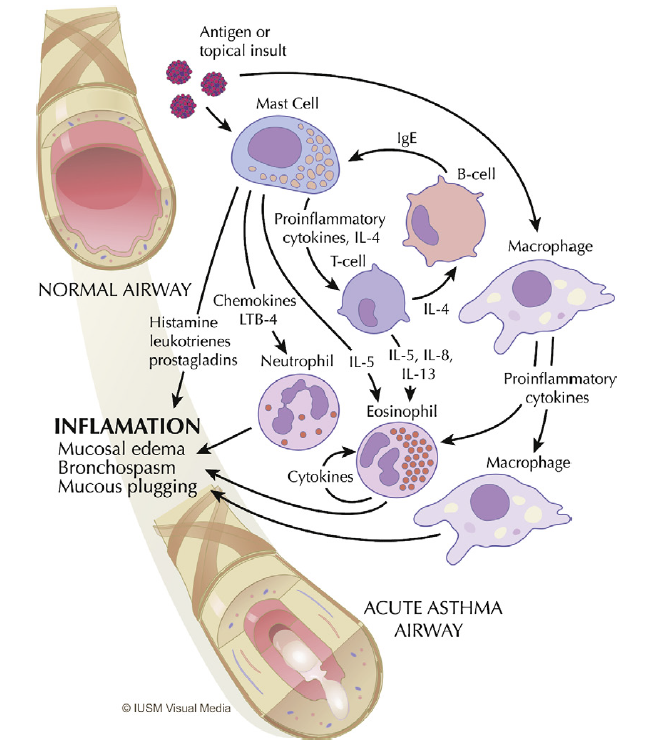 Antigen or
topical insult
Mast Cell
IgE
B-cell
Proinflammatory
cytokines, IL-4
Macrophage
T-cell
NORMAL AIRWAY
Chemokines
LTB-4
IL-4
Histamine
leukotrienes
prostagladins
Neutrophil
IL-5
IL-5, IL-8,
IL-13
Proinflammatory
cytokines
Eosinophil
INFLAMATION
Mucosal edema
Bronchospasm
Mucous plugging
Cytokines
Macrophage
ACUTE ASTHMA
AIRWAY
© IUSM Visual Media